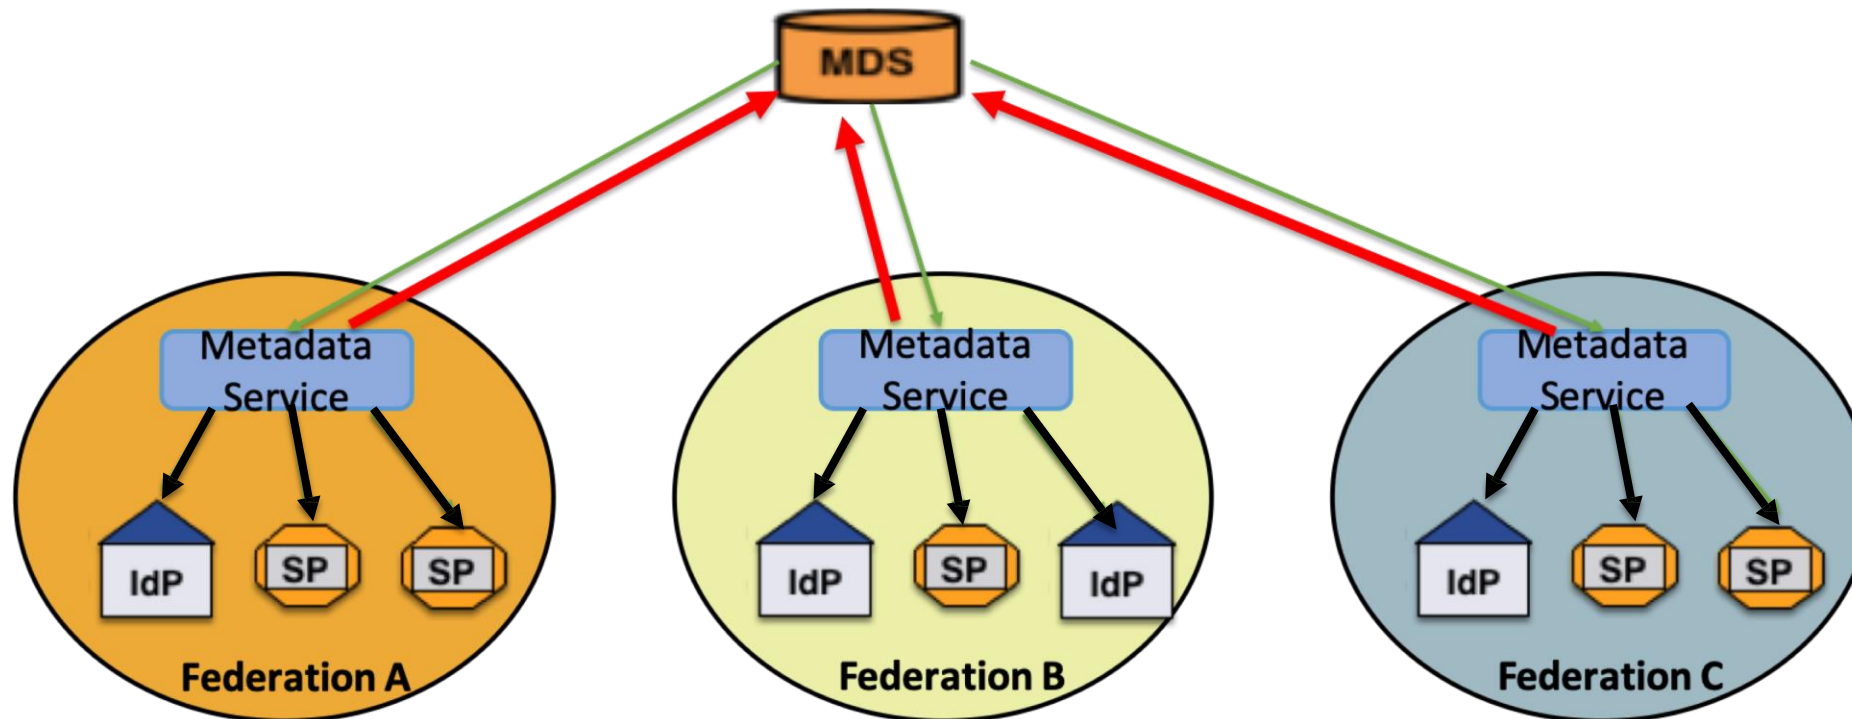 MDS
Metadata
Service
Metadata
Service
Metadata
Service
IdP
SP
SP
IdP
SP
IdP
IdP
SP
SP
Federation A
Federation B
Federation C